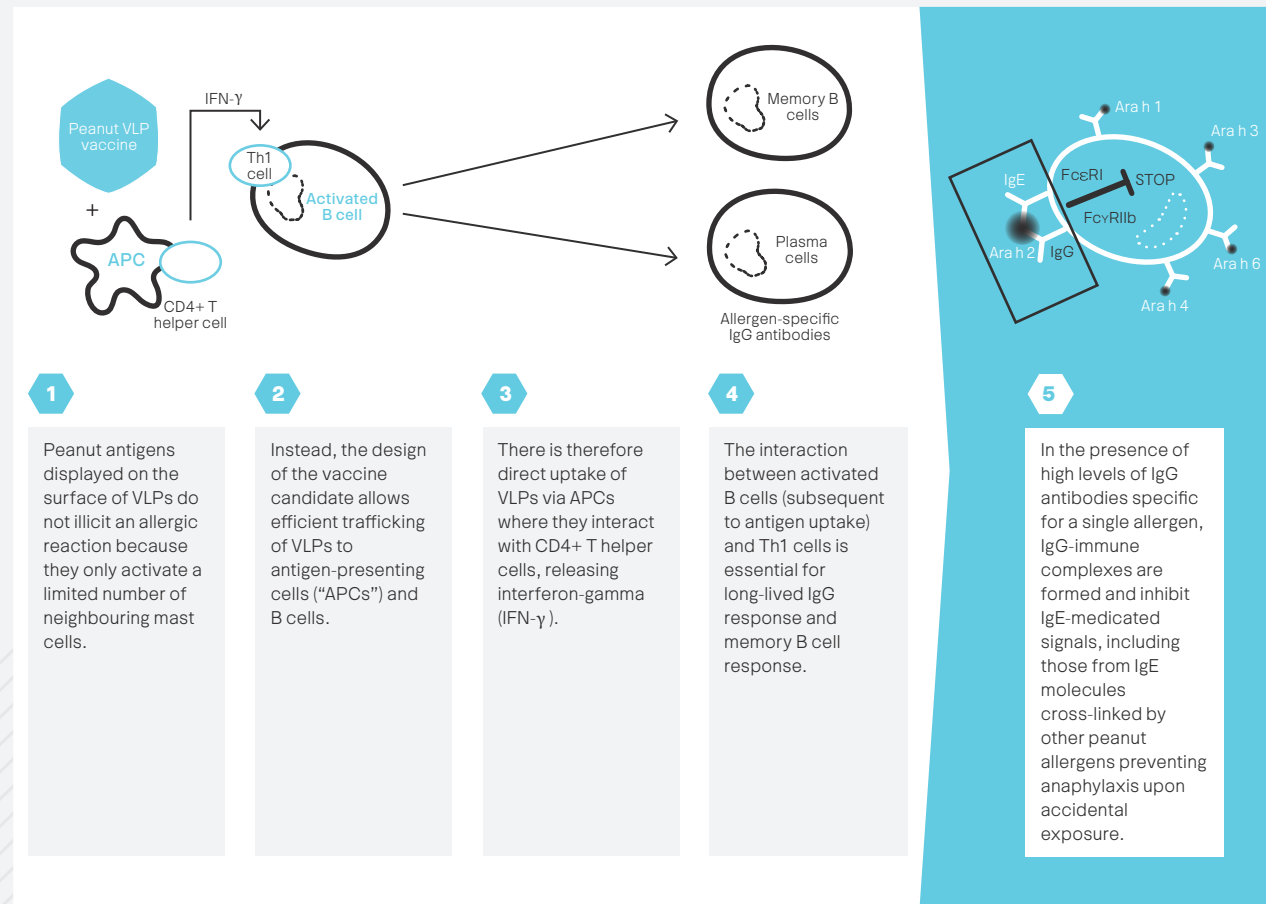 Peanut VLP
vaccine
+
APC
CD4+ T
helper cell
IFN-γ
Th1
cell
Activated
B cell
Memory B
cells
Plasma
cells
Allergen-specific
IgG antibodies
Ara h 1
Ara h 3
IgE
FcεRI
STOP
FcγRIIb
Ara h 2
IgG
Ara h 6
Ara h 4
1
Peanut antigens
displayed on the
surface of VLPs do
not illicit an allergic
reaction because
they only activate a
limited number of
neighbouring mast
cells.
2
Instead, the design
of the vaccine
candidate allows
efficient trafficking
of VLPs to
antigen-presenting
cells (“APCs”) and
B cells.
3
There is therefore
direct uptake of
VLPs via APCs
where they interact
with CD4+ T helper
cells, releasing
interferon-gamma
(IFN-γ ).
4
The interaction
between activated
B cells (subsequent
to antigen uptake)
and Th1 cells is
essential for
long-lived IgG
response and
memory B cell
response.
5
In the presence of
high levels of IgG
antibodies specific
for a single allergen,
IgG-immune
complexes are
formed and inhibit
IgE-medicated
signals, including
those from IgE
molecules
cross-linked by
other peanut
allergens preventing
anaphylaxis upon
accidental
exposure.